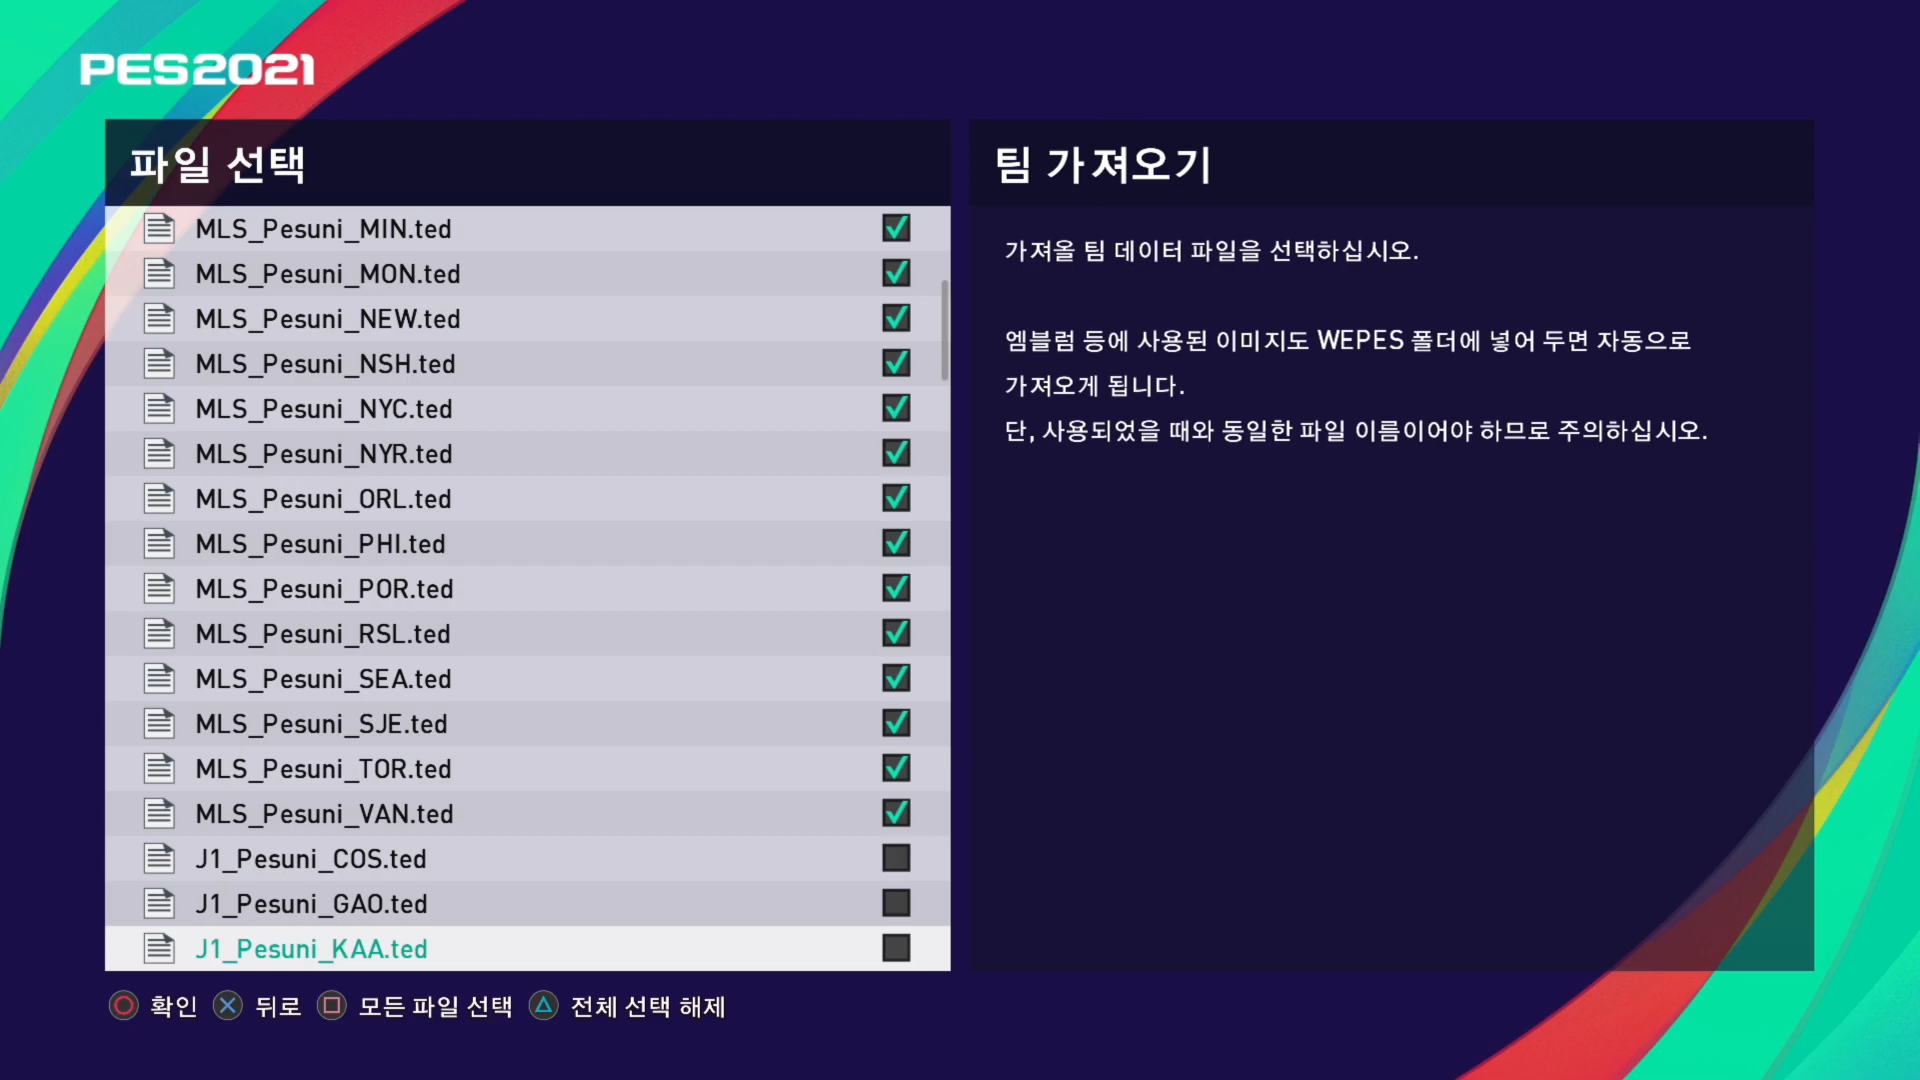 PES2021
파일 선택
MLS_Pesuni_MIN.ted
MLS_Pesuni_MON.ted
MLS_Pesuni_NEW.ted
MLS_Pesuni_NSH.ted
MLS_Pesuni_NYC.ted
MLS_Pesuni_NYR.ted
MLS_Pesuni_ORL.ted
MLS_Pesuni_PHI.ted
MLS_Pesuni_POR.ted
MLS_Pesuni_RSL.ted
MLS_Pesuni_SEA.ted
MLS_Pesuni_SJE.ted
MLS_Pesuni_TOR.ted
MLS_Pesuni_VAN.ted
J1_Pesuni_COS.ted
J1_Pesuni_GAO.ted
J1_Pesuni_KAA.ted
팀 가져오기
가져올 팀 데이터 파일을 선택하십시오.
엠블럼 등에 사용된 이미지도 WEPES 폴더에 넣어 두면 자동으로
가져오게 됩니다.
단, 사용되었을 때와 동일한 파일 이름이어야 하므로 주의하십시오.
확인 뒤로 모든 파일 선택 전체 선택 해제